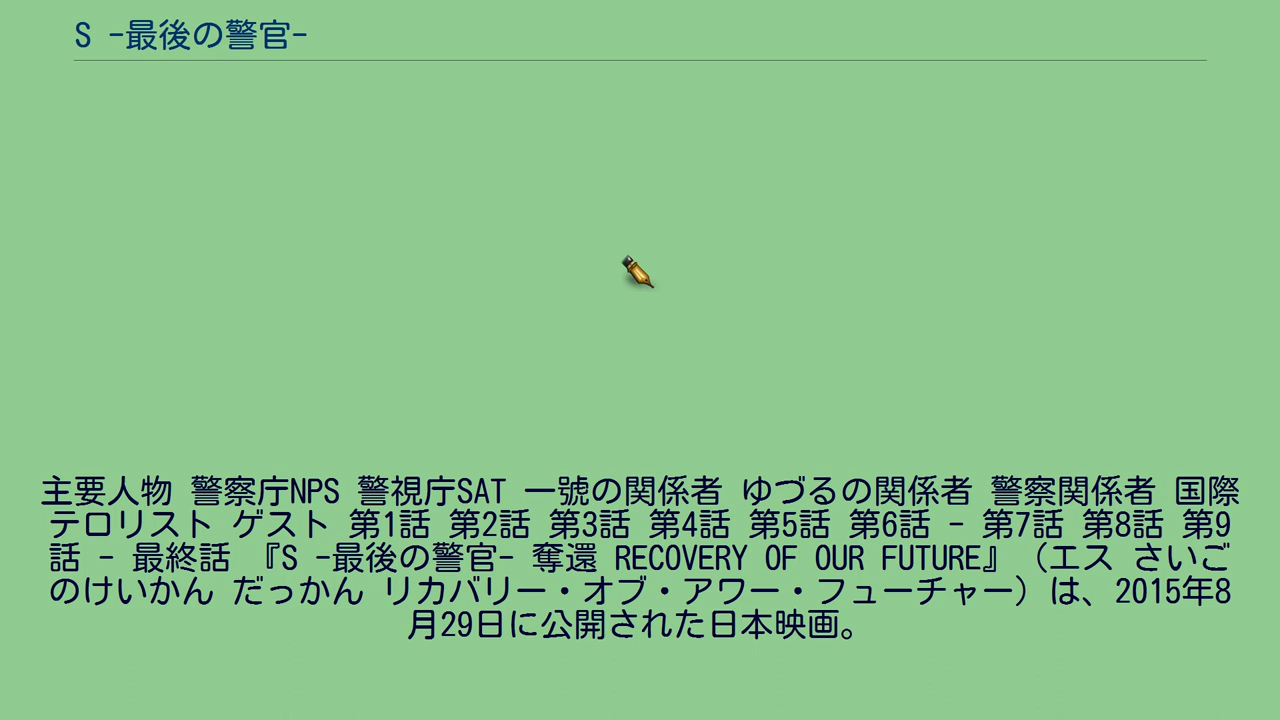 S -最後の警官-
主要人物 警察庁NPS 警視庁SAT 一號の関係者 ゆづるの関係者 警察関係者 国際
テロリスト ゲスト 第1話 第2話 第3話 第4話 第5話 第6話 - 第7話 第8話 第9
話 - 最終話 『S -最後の警官- 奪還 RECOVERY OF OUR FUTURE』（エス さいご
のけいかん だっかん リカバリー・オブ・アワー・フューチャー）は、2015年8
月29日に公開された日本映画。